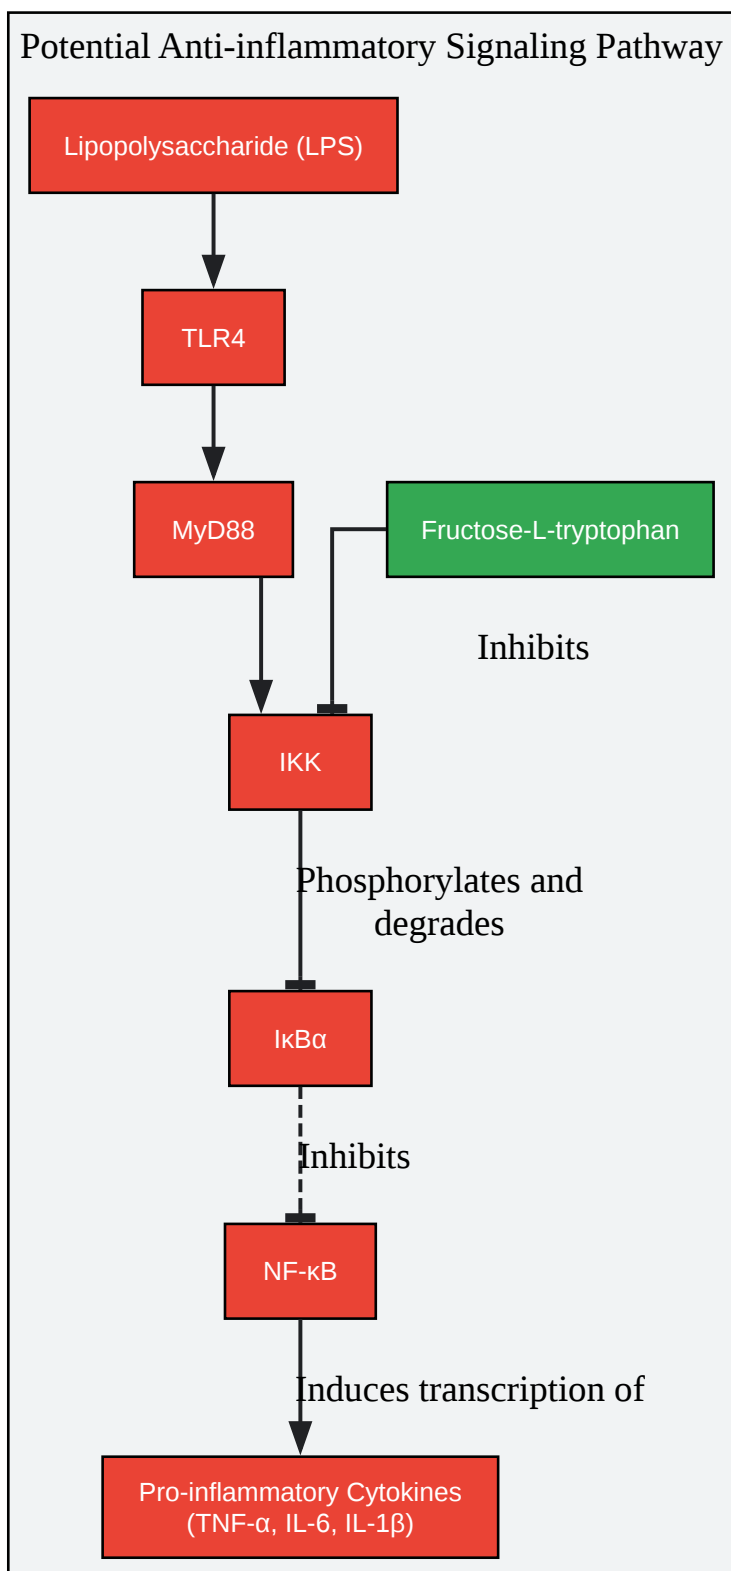 Potential Anti-inflammatory Signaling Pathway
Lipopolysaccharide (LPS)
TLR4
MyD88
Fructose-L-tryptophan
Inhibits
IKK
Phosphorylates and
degrades
IκBα
Inhibits
NF-κB
Induces transcription of
Pro-inflammatory Cytokines
(TNF-α, IL-6, IL-1β)